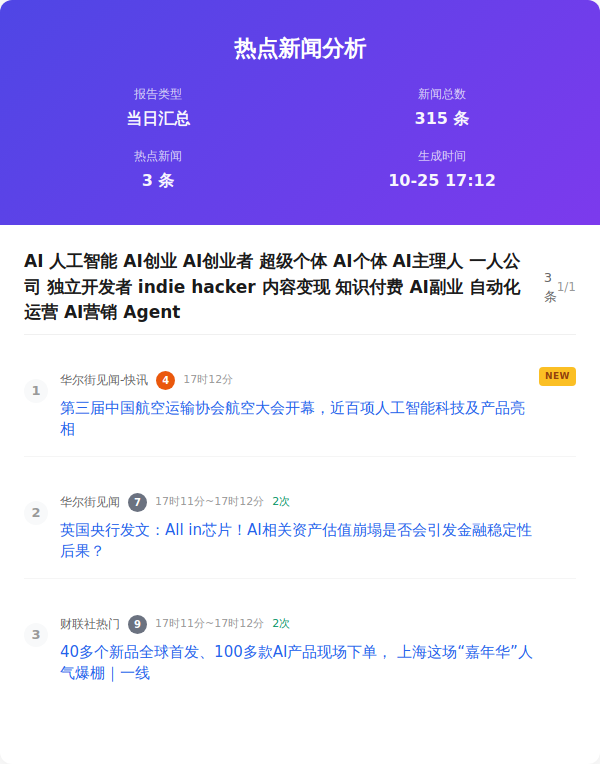 热点新闻分析
报告类型
新闻总数
当日汇总
315 条
热点新闻
生成时间
3 条
10-25 17:12
AI 人工智能 AI创业 AI创业者 超级个体 AI个体 AI主理人 一人公
司 独立开发者 indie hacker 内容变现 知识付费 AI副业 自动化
运营 AI营销 Agent
3
条
1/1
1
华尔街见闻-快讯 4 17时12分
NEW
第三届中国航空运输协会航空大会开幕，近百项人工智能科技及产品亮
相
2
华尔街见闻 7 17时11分~17时12分 2次
英国央行发文：All in芯片！AI相关资产估值崩塌是否会引发金融稳定性
后果？
3
财联社热门 9 17时11分~17时12分 2次
40多个新品全球首发、100多款AI产品现场下单， 上海这场“嘉年华”人
气爆棚｜一线